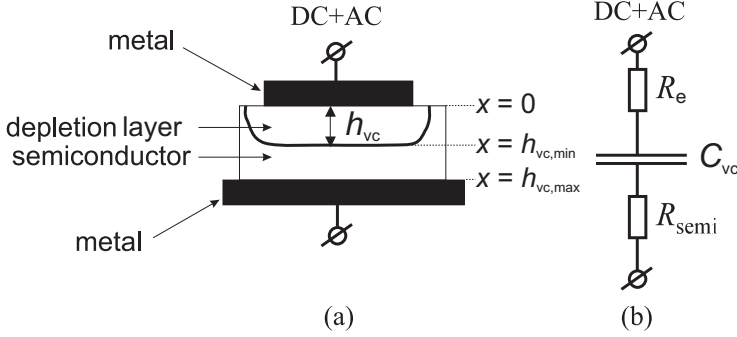 DC+AC
DC+AC
metal
R_e
x = 0
depletion layer
h_vc
semiconductor
x = h_vc,min
C_vc
x = h_vc,max
R_semi
metal
(a)
(b)